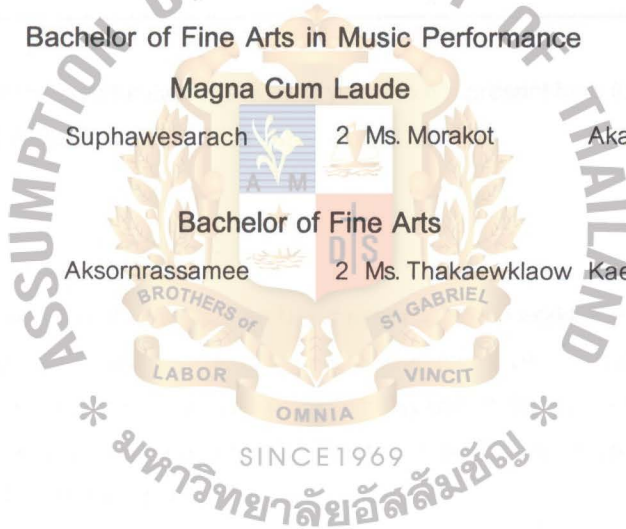 Bachelor of Fine Arts in Music Performance
Magna Cum Laude
Suphawesarach 2 Ms. Morakot
A M
Bachelor of Fine Arts
D S
Aksornrassamee 2 Ms. Thakaewklaow
BROTHERS of ST GABRIEL
LABOR OMNIA VINCIT
SINCE1969
มหาวิทยาลัยอัสสัมชัญ